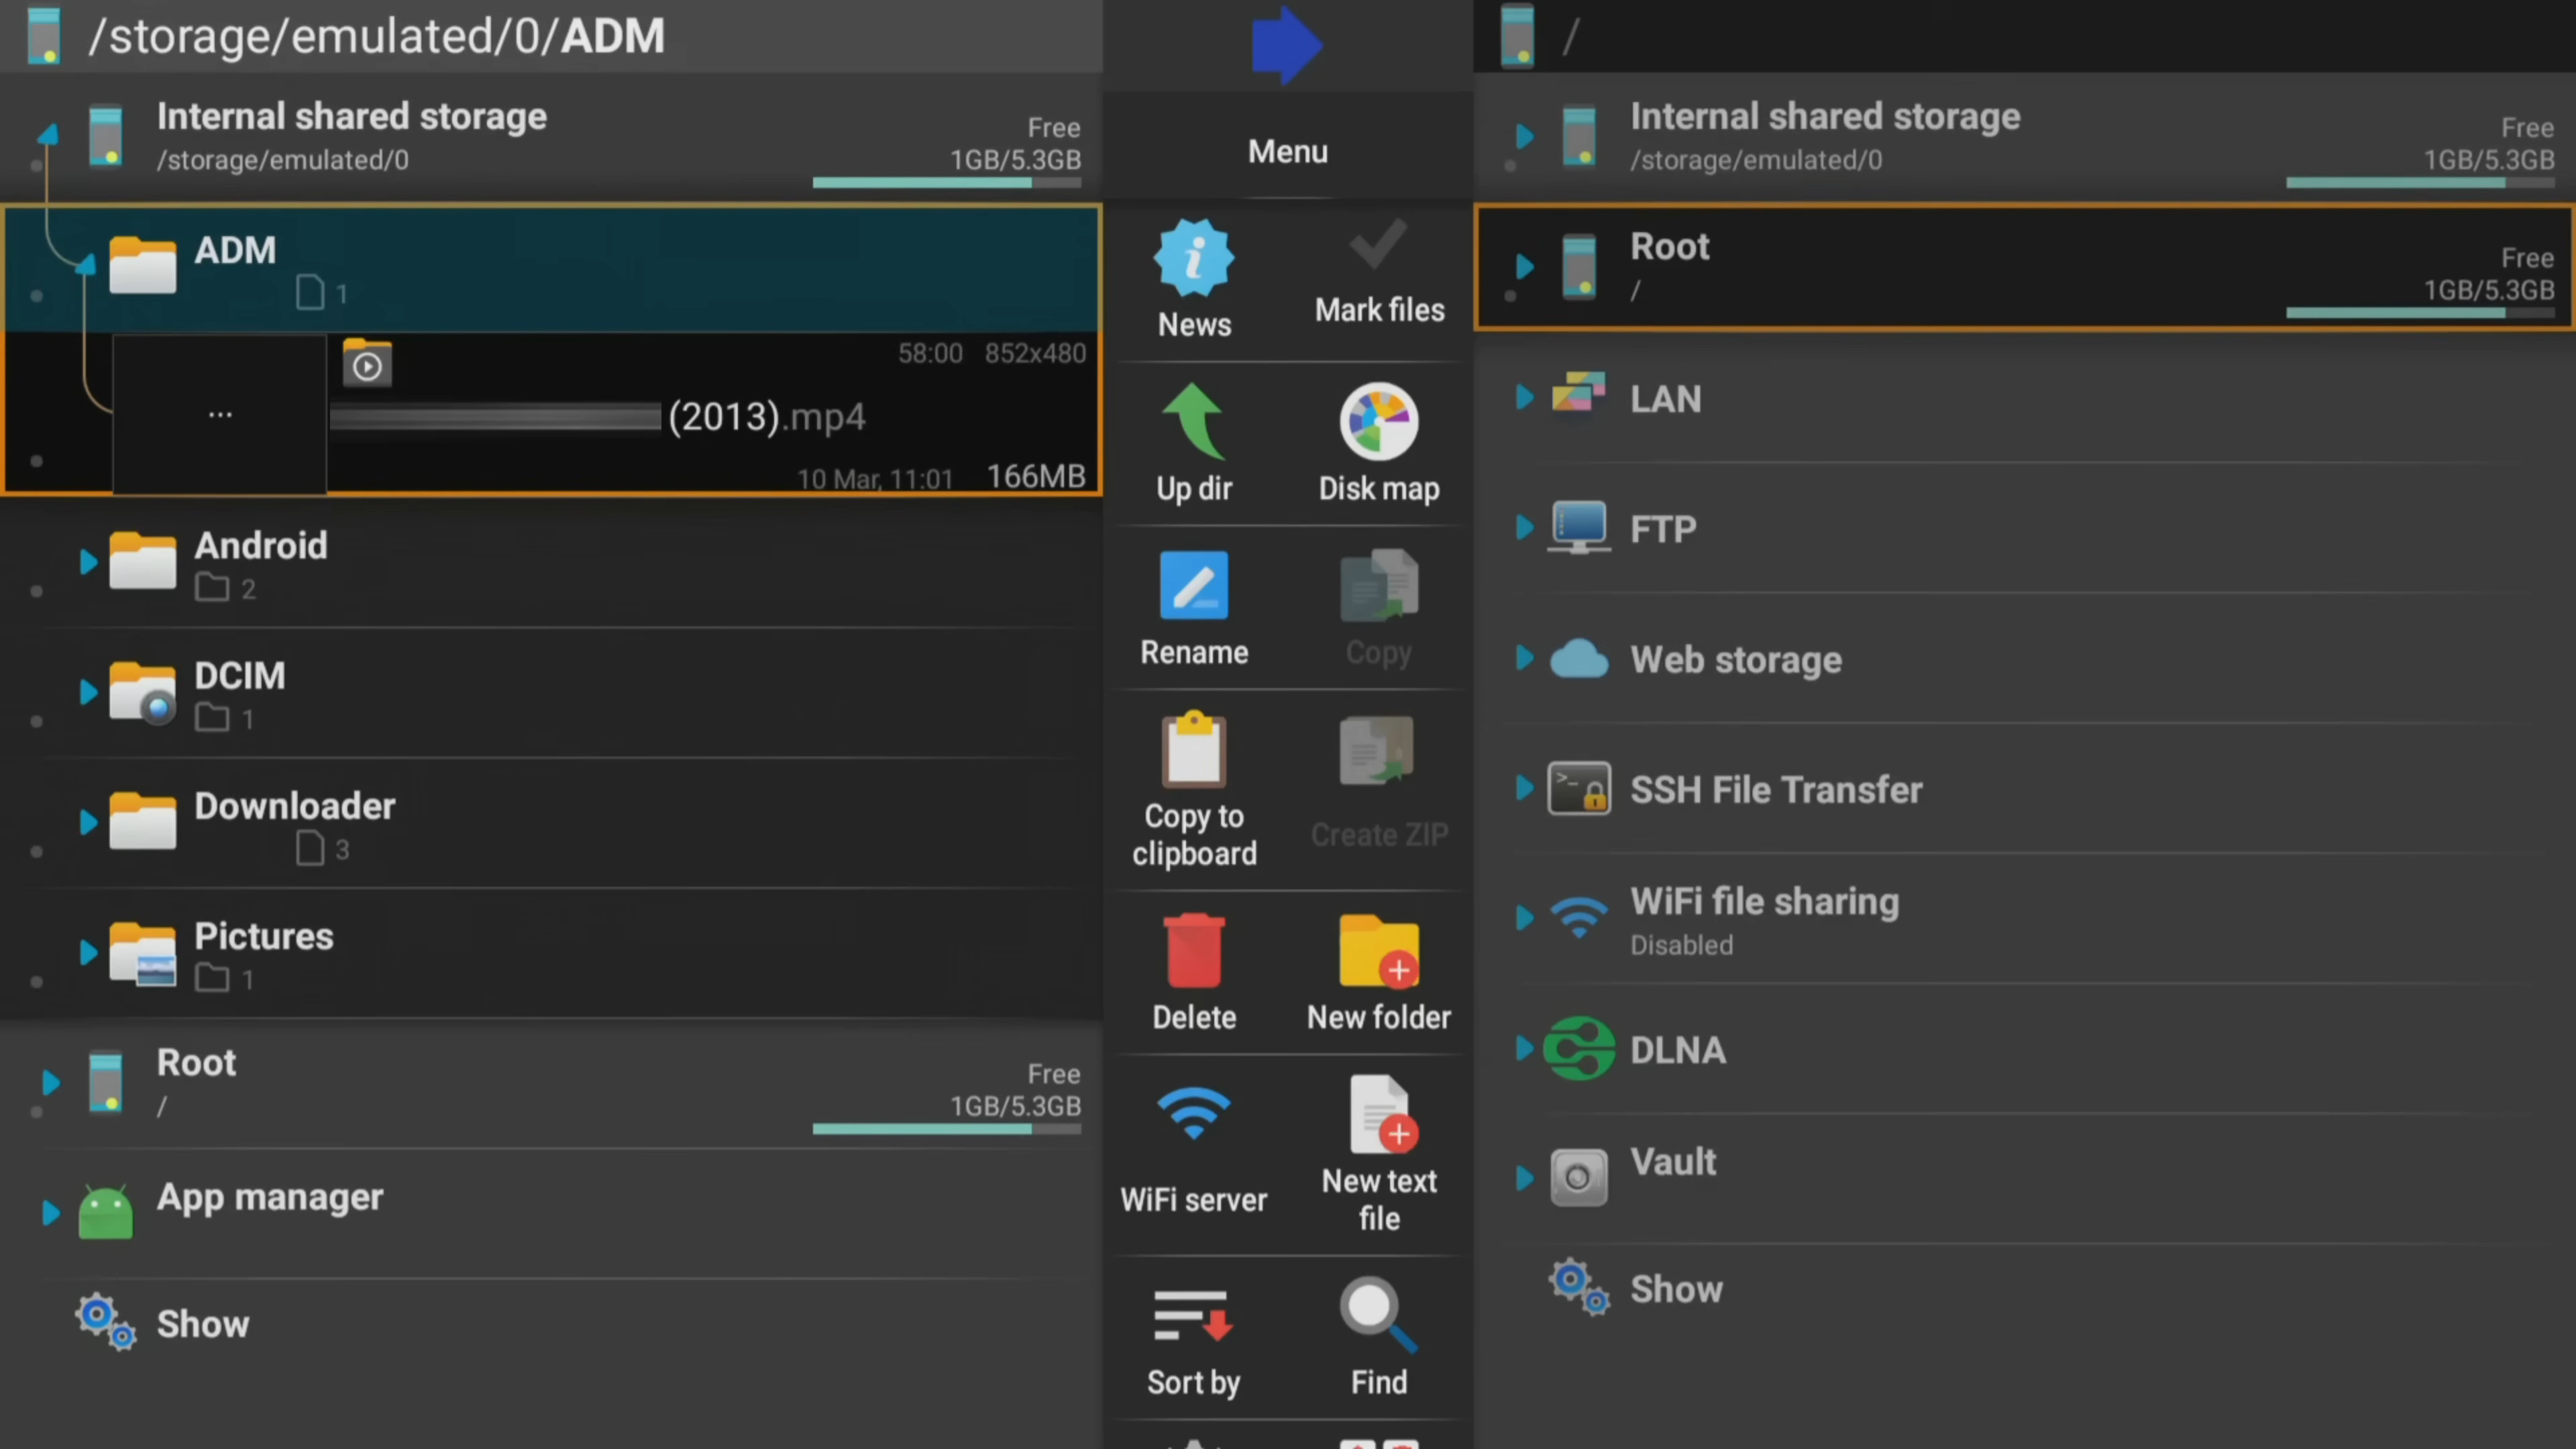 /storage/emulated/0/ADM
Internal shared storage
/storage/emulated/0
Free
1GB/5.3GB
ADM
1
...
58:00 852x480
(2013).mp4
10 Mar, 11:01 166MB
Android
2
DCIM
1
Downloader
3
Pictures
1
Root
/
Free
1GB/5.3GB
App manager
Show
Menu
News
Mark files
Up dir
Disk map
Rename
Copy
Copy to
clipboard
Create ZIP
Delete
New folder
WiFi server
New text
file
Sort by
Find
/
Internal shared storage
/storage/emulated/0
Free
1GB/5.3GB
Root
/
Free
1GB/5.3GB
LAN
FTP
Web storage
SSH File Transfer
WiFi file sharing
Disabled
DLNA
Vault
Show